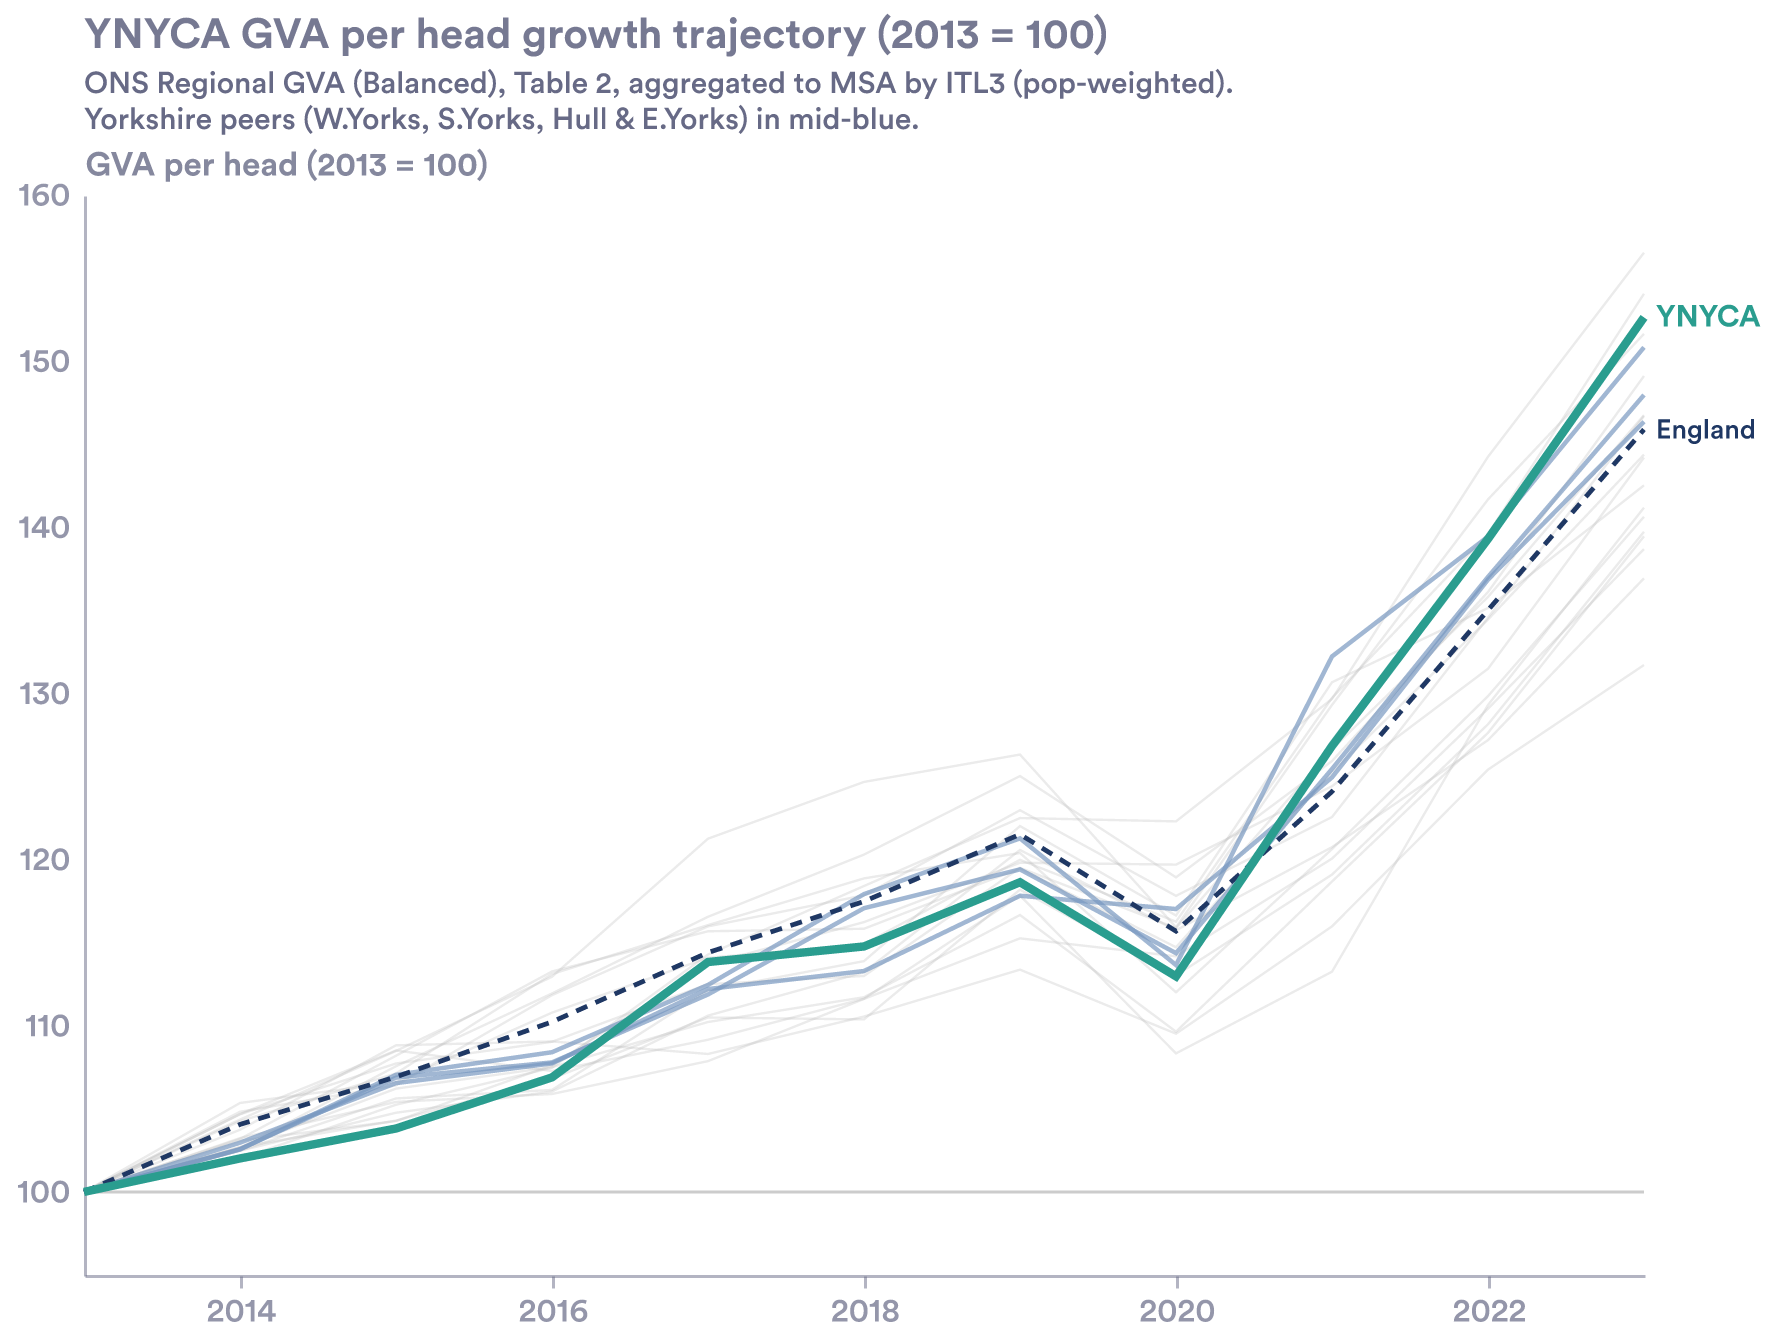 YNYCA GVA per head growth trajectory (2013 = 100)
ONS Regional GVA (Balanced), Table 2, aggregated to MSA by ITL3 (pop-weighted).
Yorkshire peers (W.Yorks, S.Yorks, Hull & E.Yorks) in mid-blue.
GVA per head (2013 = 100)
160
YNYCA
150
England
140
130
120
110
100
2014 2016 2018 2020 2022